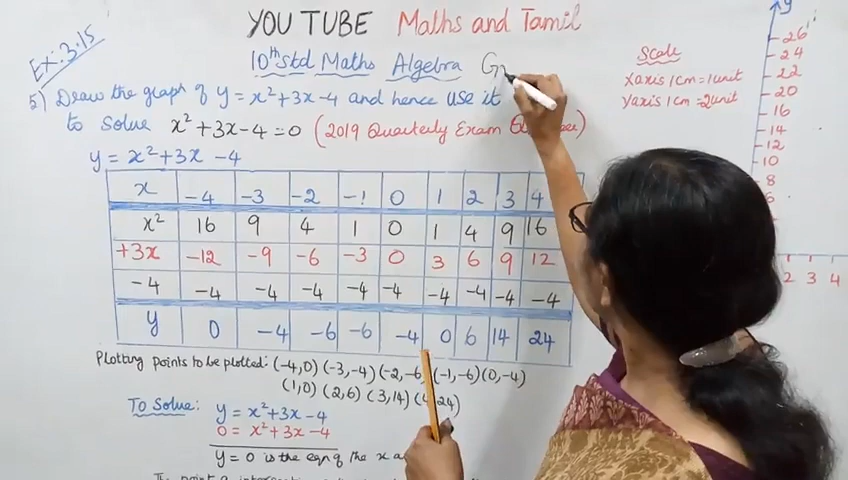 YOU TUBE Maths and Tamil
10th Std Maths Algebra
Ex: 3.15
5) Draw the graph of y = x² + 3x - 4 and hence use it
to solve x² + 3x - 4 = 0 (2019 Quarterly Exam
y = x² + 3x - 4
x -4 -3 -2 -1 0 1 2 3 4
x² 16 9 4 1 0 1 4 9 16
+3x -12 -9 -6 -3 0 3 6 9 12
-4 -4 -4 -4 -4 -4 -4 -4 -4 -4
y 0 -4 -6 -6 -4 0 6 14 24
Plotting points to be plotted: (-4,0) (-3,-4) (-2,-6) (-1,-6) (0,-4)
(1,0) (2,6) (3,14) (4,24)
To Solve: y = x² + 3x - 4
0 = x² + 3x - 4
y = 0 is the eqn of the x
Scale
x axis 1cm = 1 unit
y axis 1cm = 2 unit
y
26
24
22
20
16
14
12
10
8
2 3 4